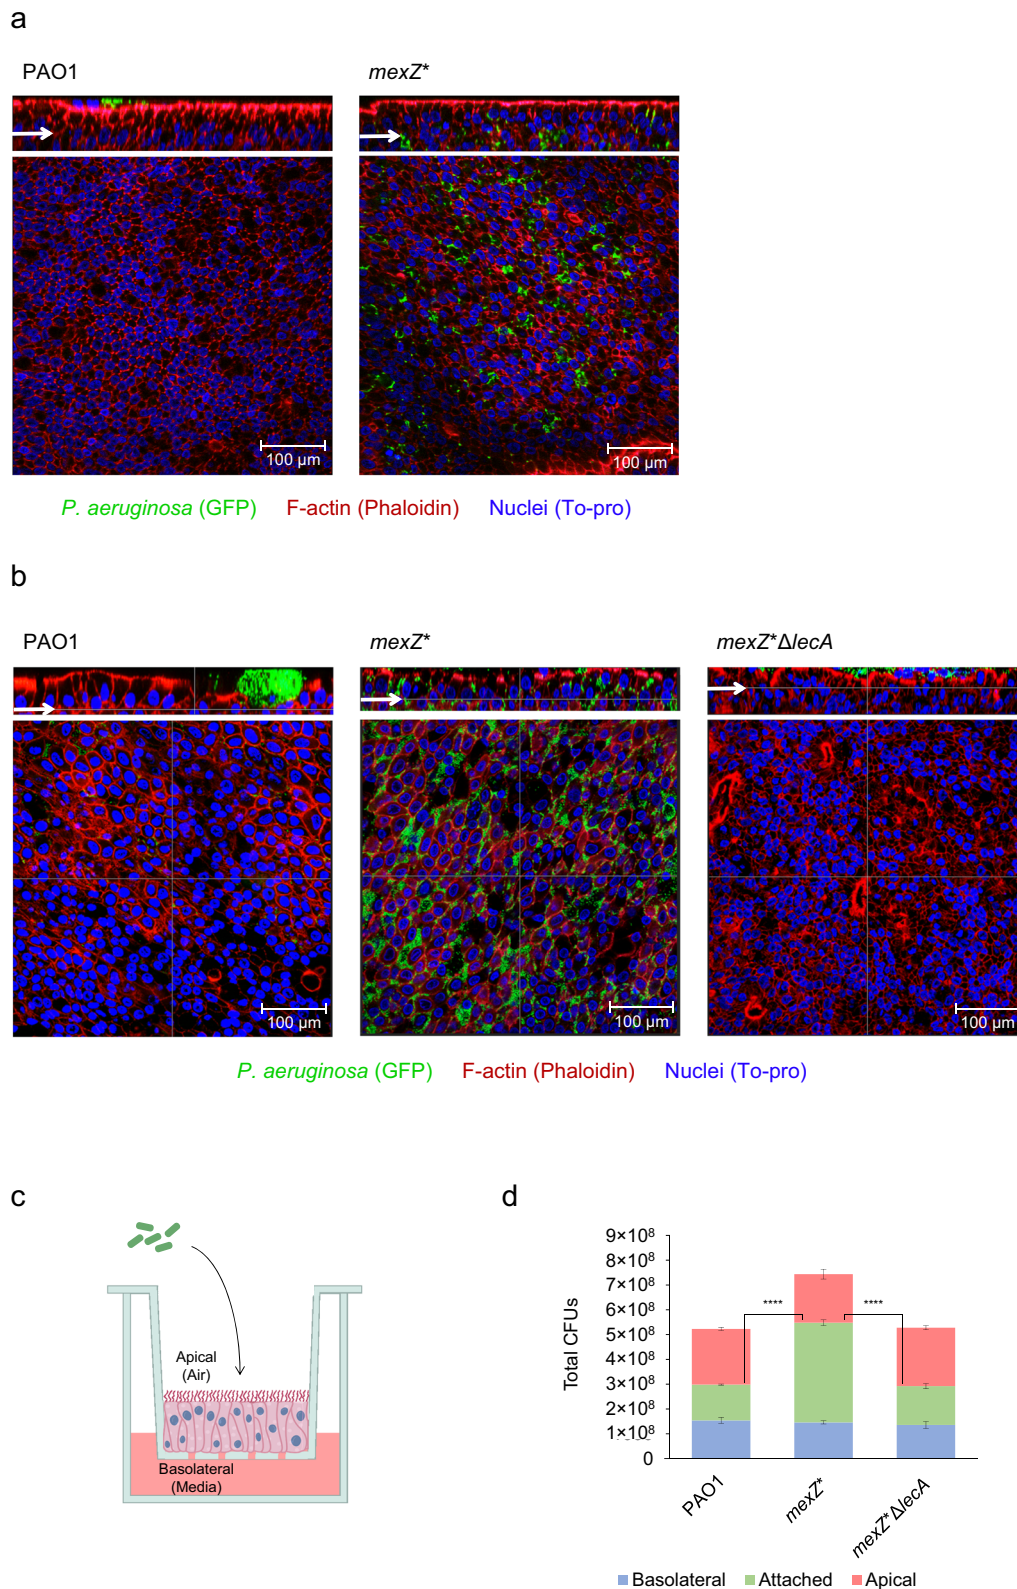 a
PAO1
mexZ*
100 µm
100 µm
P. aeruginosa (GFP) F-actin (Phaloidin) Nuclei (To-pro)
b
PAO1
mexZ*
mexZ*ΔlecA
100 µm
100 µm
100 µm
P. aeruginosa (GFP) F-actin (Phaloidin) Nuclei (To-pro)
c
Apical
(Air)
Basolateral
(Media)
d
Total CFUs
9×10⁸
8×10⁸
7×10⁸
6×10⁸
5×10⁸
4×10⁸
3×10⁸
2×10⁸
1×10⁸
0
****
****
PAO1
mexZ*
mexZ*ΔlecA
Basolateral Attached Apical